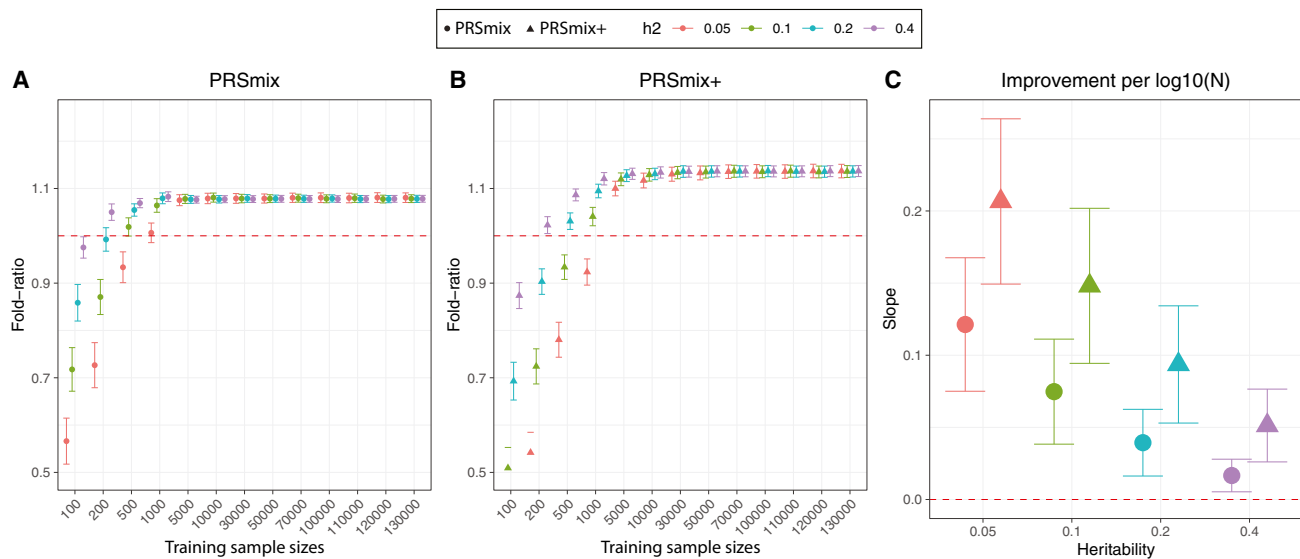 PRSmix PRSmix+ h2 0.05 0.1 0.2 0.4
A PRSmix
Fold−ratio
1.1
0.9
0.7
0.5
100 200 500 1000 5000 10000 30000 50000 70000 100000 110000 120000 130000
Training sample sizes
B PRSmix+
Fold−ratio
1.1
0.9
0.7
0.5
100 200 500 1000 5000 10000 30000 50000 70000 100000 110000 120000 130000
Training sample sizes
C Improvement per log10(N)
Slope
0.2
0.1
0.0
0.05 0.1 0.2 0.4
Heritability